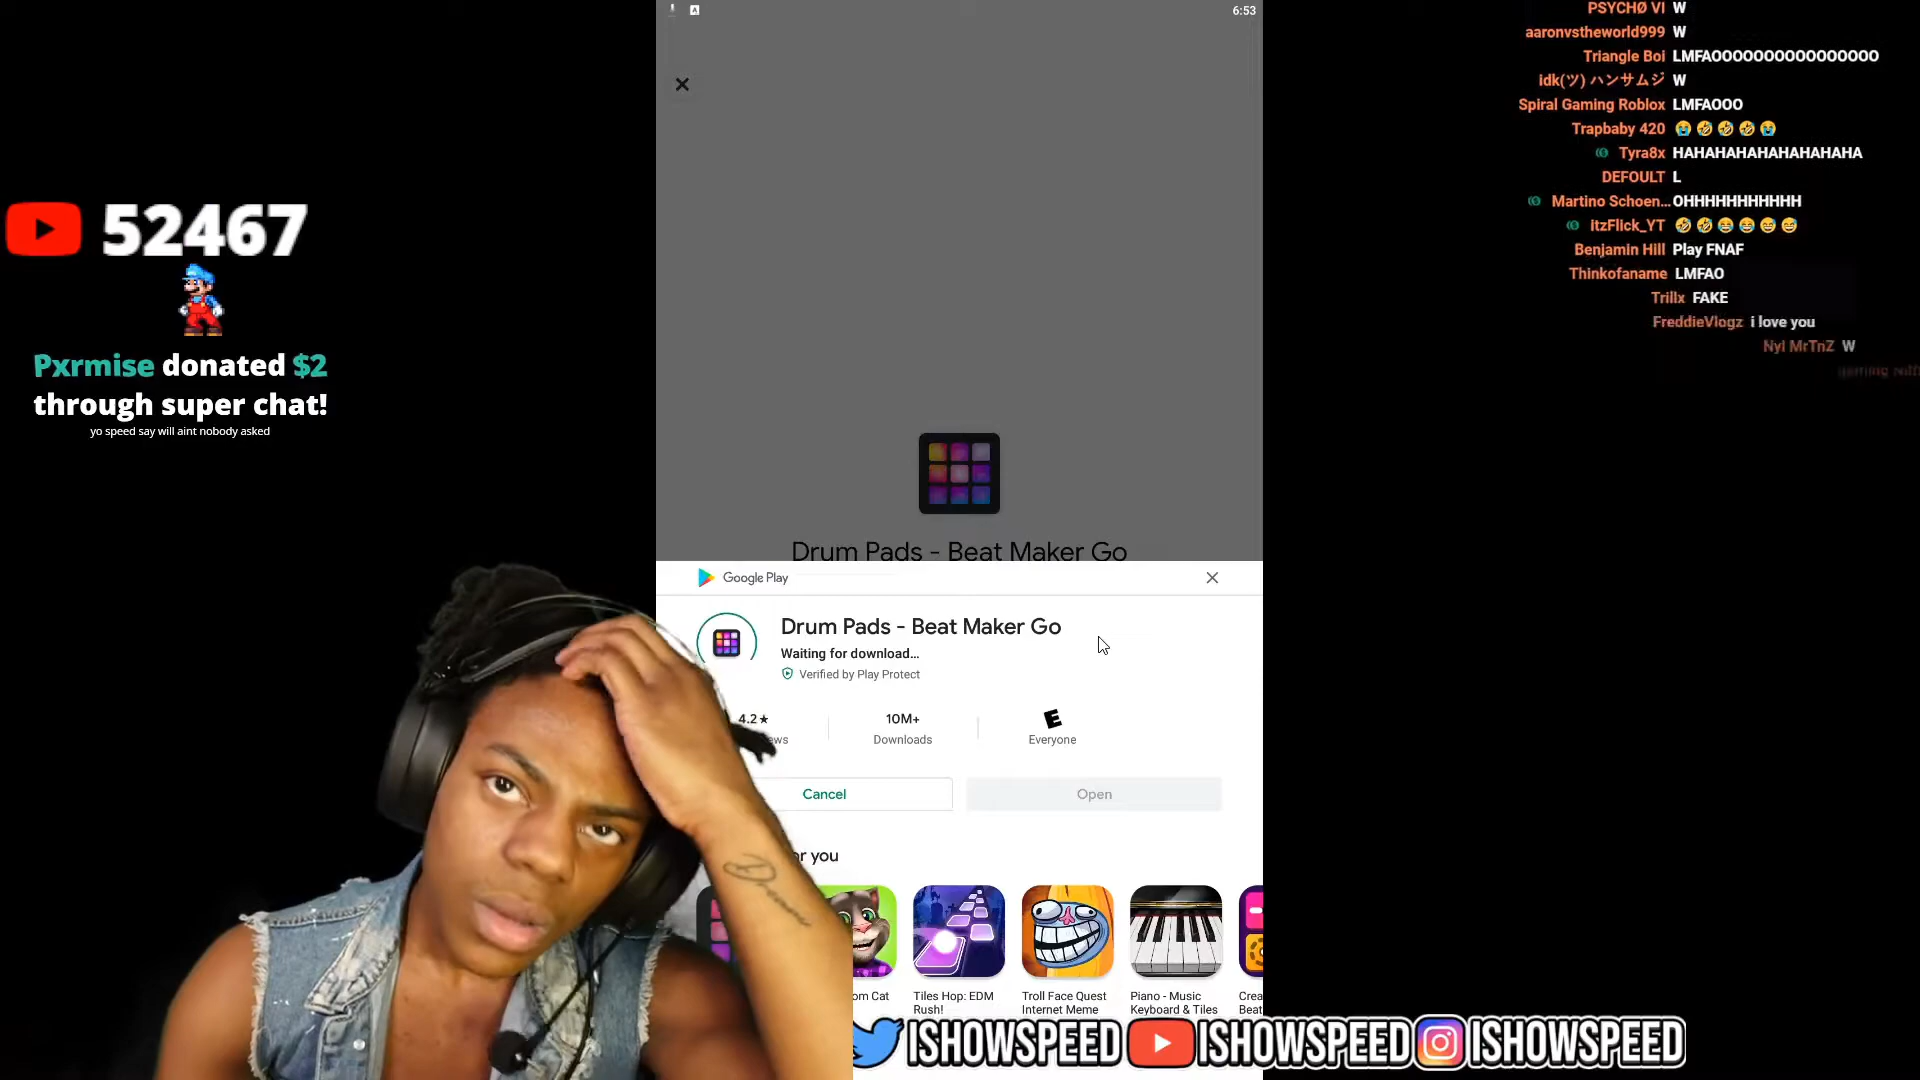 6:53
52467
Pxrmise donated $2
through super chat!
yo speed say will aint nobody asked
Drum Pads - Beat Maker Go
Google Play
Drum Pads - Beat Maker Go
Waiting for download...
Verified by Play Protect
4.2★
10M+
Downloads
E
Everyone
Cancel
Open
you
Tiles Hop: EDM
Rush!
Troll Face Quest
Internet Meme
Piano - Music
Keyboard & Tiles
Cat
ISHOWSPEED
ISHOWSPEED
ISHOWSPEED
PSYCHØ VI W
aaronvstheworld999 W
Triangle Boi LMFAOOOOOOOOOOOOOOOO
idk(ツ) ハンサムジ W
Spiral Gaming Roblox LMFAOOO
Trapbaby 420 😭🤣🤣🤣😭
Tyra8x HAHAHAHAHAHAHAHAHA
DEFOULT L
Martino Schoen... OHHHHHHHHHHH
itzFlick_YT 🤣🤣😂😂😅😅
Benjamin Hill Play FNAF
Thinkofaname LMFAO
Trillx FAKE
FreddieVlogz i love you
Nyl MrTnZ W
gaming